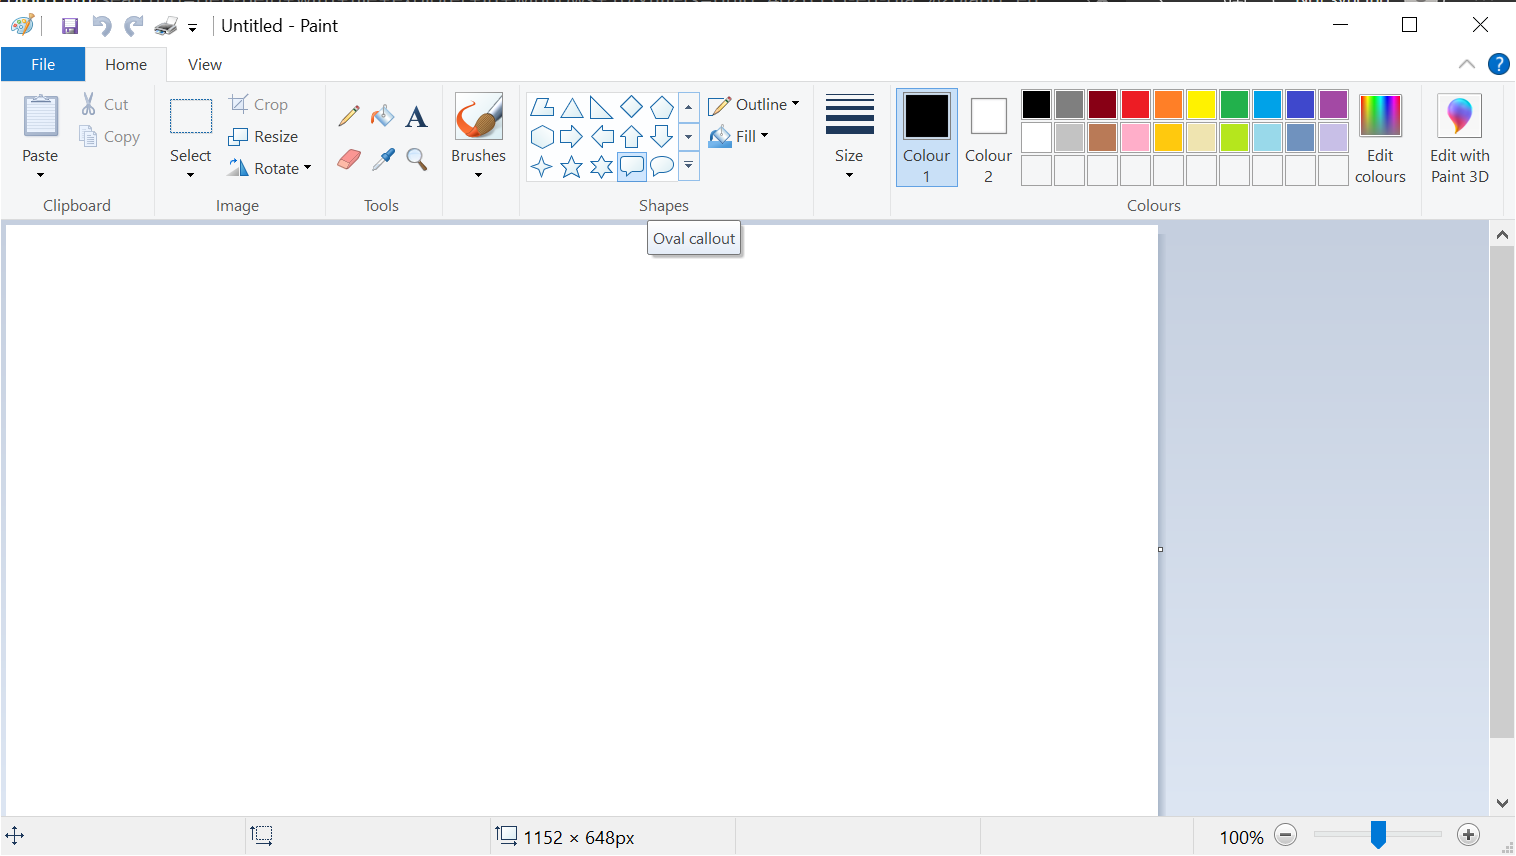 Untitled - Paint
File
Home
View
Paste
Cut
Copy
Clipboard
Select
Crop
Resize
Rotate
Image
Tools
Brushes
Shapes
Outline
Fill
Size
Colour
1
Colour
2
Edit
colours
Colours
Edit with
Paint 3D
Oval callout
1152 × 648px
100%